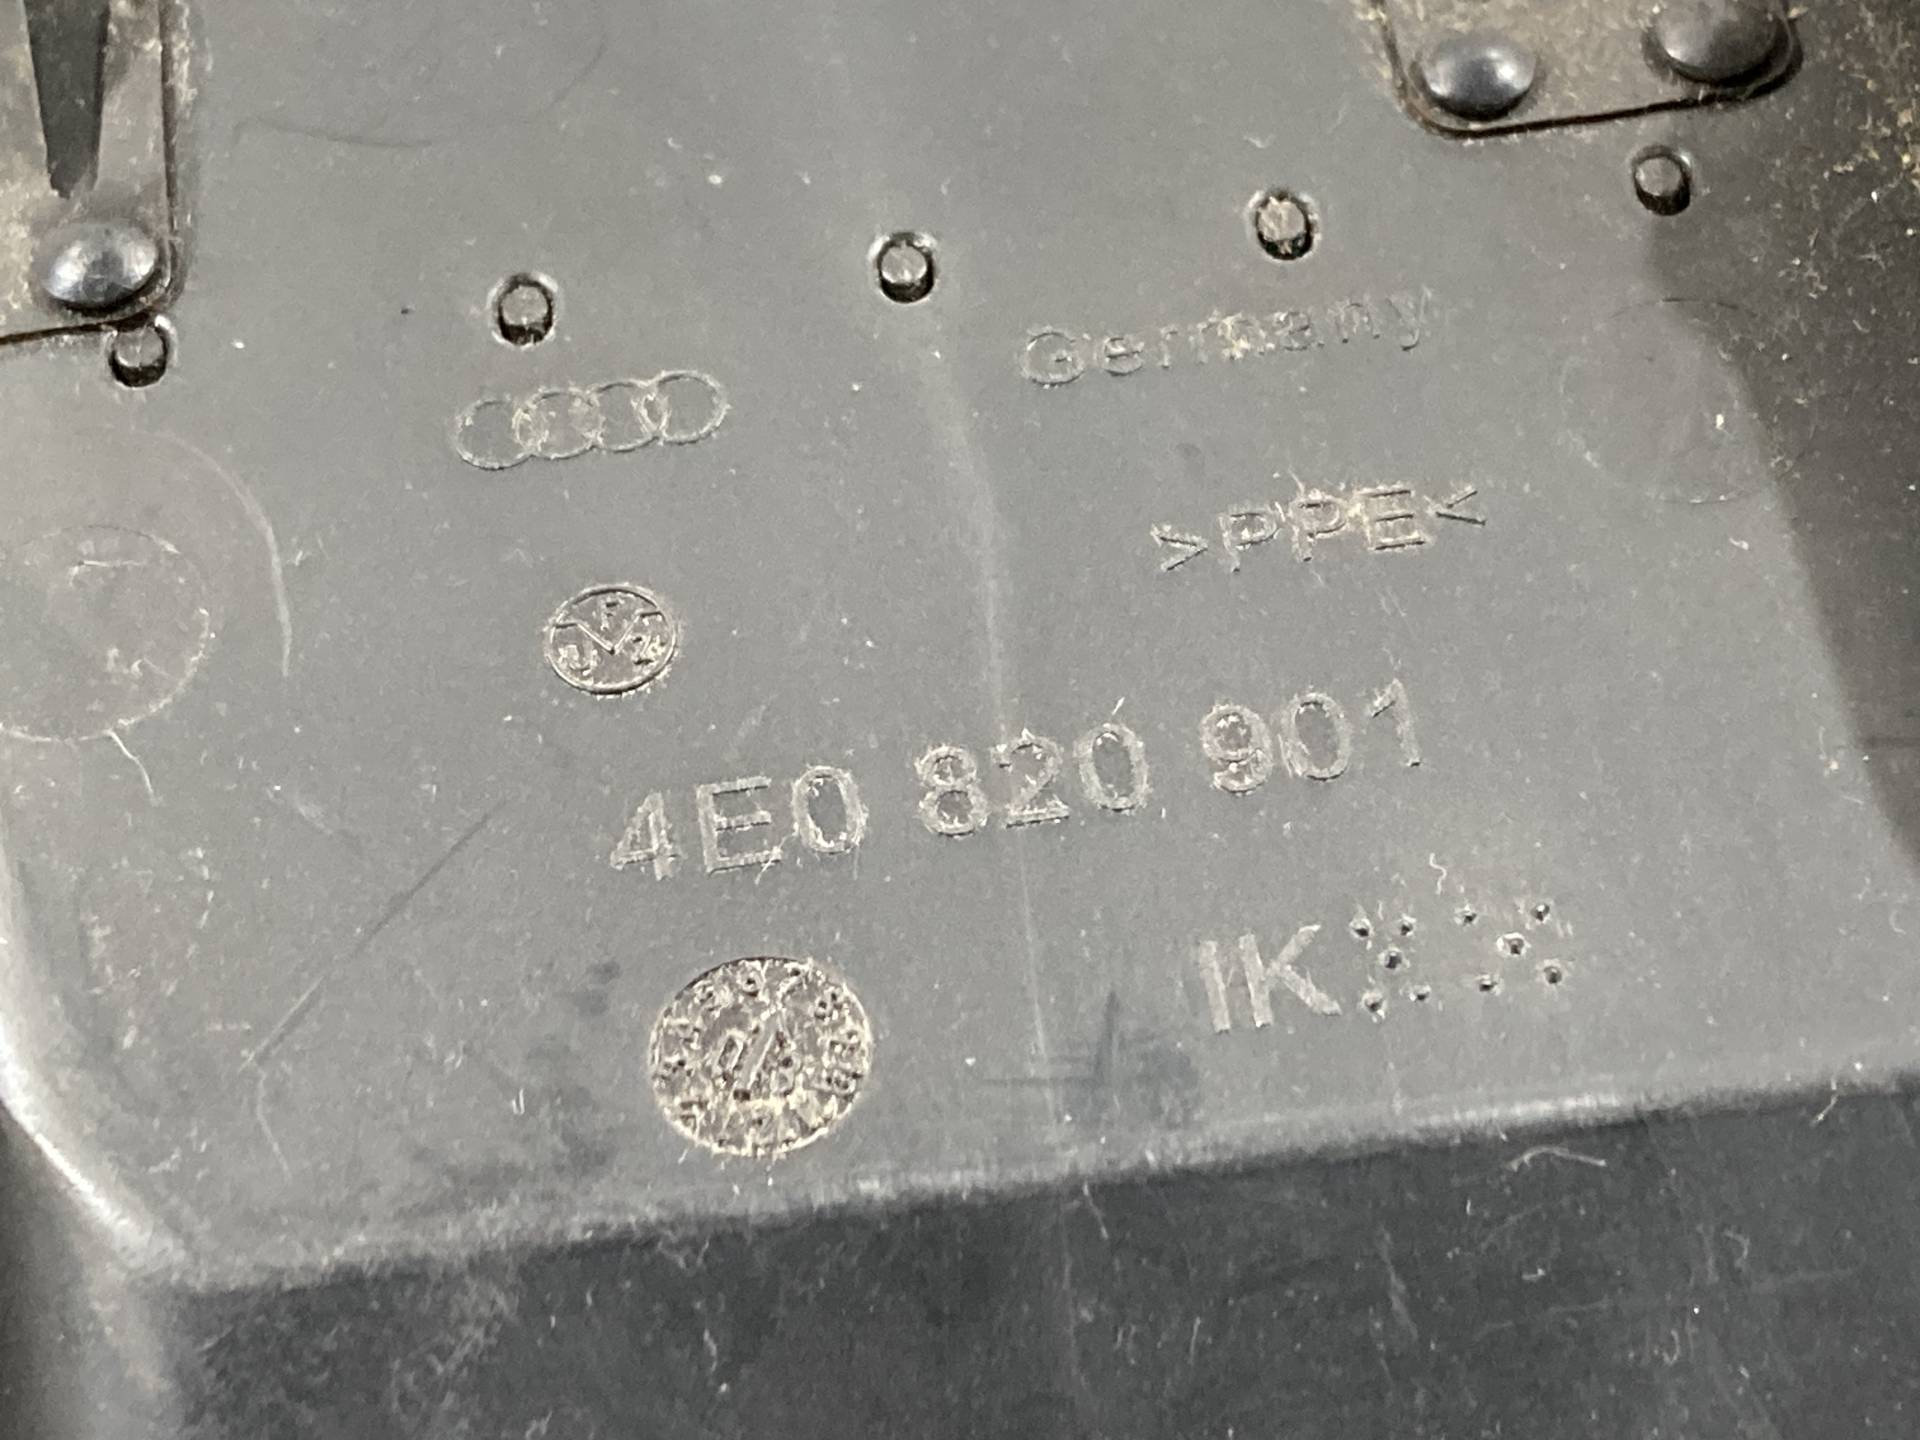 Germany
>PPE<
4E0 820 901
IK